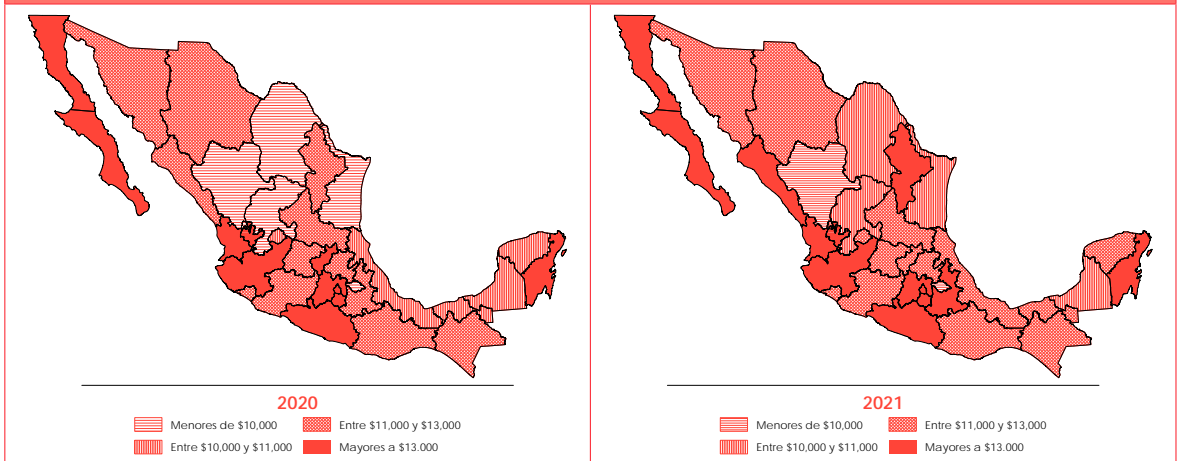 2020
Menores de $10,000
Entre $11,000 y $13,000
Entre $10,000 y $11,000
Mayores a $13.000
2021
Menores de $10,000
Entre $11,000 y $13,000
Entre $10,000 y $11,000
Mayores a $13.000